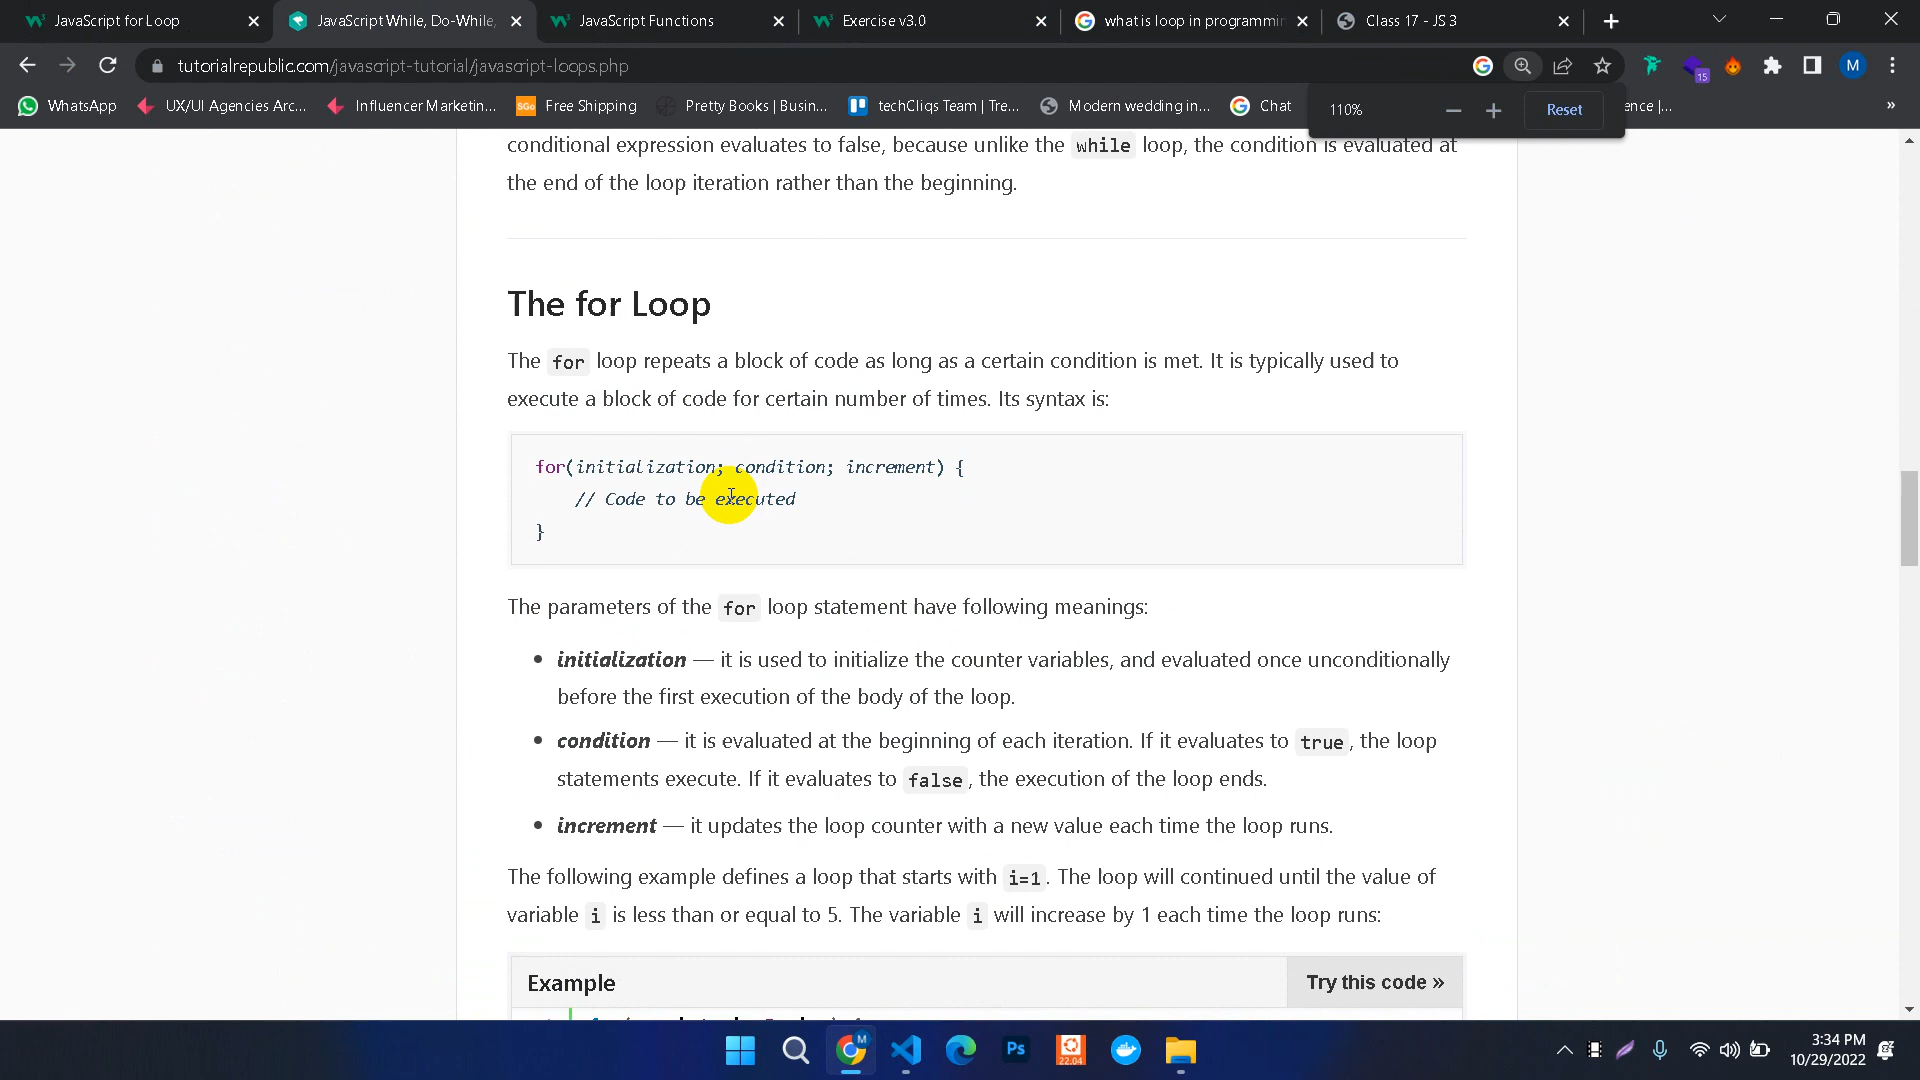 JavaScript for Loop
JavaScript While, Do-While,
JavaScript Functions
Exercise v3.0
what is loop in programmin
Class 17 - JS 3
tutorialrepublic.com/javascript-tutorial/javascript-loops.php
15
M
WhatsApp
UX/UI Agencies Arc...
Influencer Marketin...
SGo
Free Shipping
Pretty Books | Busin...
techCliqs Team | Tre...
Modern wedding in...
Chat
ence |...
»
110%
Reset
conditional expression evaluates to false, because unlike the while loop, the condition is evaluated at
the end of the loop iteration rather than the beginning.
The for Loop
The for loop repeats a block of code as long as a certain condition is met. It is typically used to
execute a block of code for certain number of times. Its syntax is:
for(initialization; condition; increment) {
// Code to be executed
}
The parameters of the for loop statement have following meanings:
• initialization — it is used to initialize the counter variables, and evaluated once unconditionally
before the first execution of the body of the loop.
• condition — it is evaluated at the beginning of each iteration. If it evaluates to true, the loop
statements execute. If it evaluates to false, the execution of the loop ends.
• increment — it updates the loop counter with a new value each time the loop runs.
The following example defines a loop that starts with i=1. The loop will continued until the value of
variable i is less than or equal to 5. The variable i will increase by 1 each time the loop runs:
Example
Try this code »
M
Ps
22.04
3:34 PM
10/29/2022